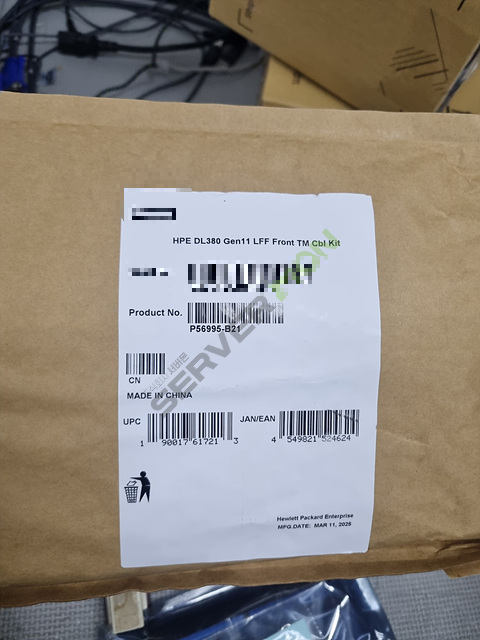 HPE DL380 Gen11 LFF Front TM Cbl Kit
Product No.
P56995-B21
CN
MADE IN CHINA
UPC
1 90017 61721 3
JAN/EAN
4 549821 524624
Hewlett Packard Enterprise
MFG.DATE: MAR 11, 2026
SERVERMON